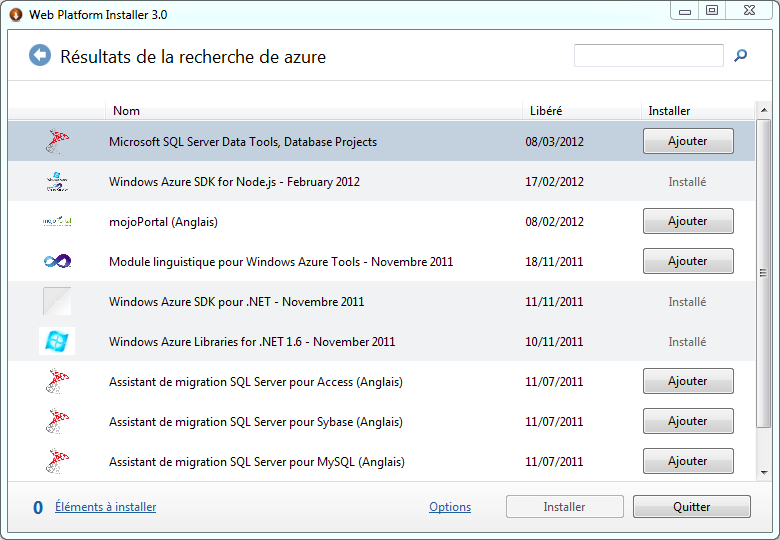 Web Platform Installer 3.0
Résultats de la recherche de azure
Nom Libéré Installer
Microsoft SQL Server Data Tools, Database Projects 08/03/2012 Ajouter
Windows Azure SDK for Node.js - February 2012 17/02/2012 Installé
mojoPortal (Anglais) 08/02/2012 Ajouter
Module linguistique pour Windows Azure Tools - Novembre 2011 18/11/2011 Ajouter
Windows Azure SDK pour .NET - Novembre 2011 11/11/2011 Installé
Windows Azure Libraries for .NET 1.6 - November 2011 10/11/2011 Installé
Assistant de migration SQL Server pour Access (Anglais) 11/07/2011 Ajouter
Assistant de migration SQL Server pour Sybase (Anglais) 11/07/2011 Ajouter
Assistant de migration SQL Server pour MySQL (Anglais) 11/07/2011 Ajouter
0 Éléments à installer Options Installer Quitter